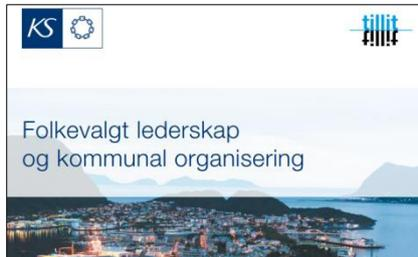 KS
tillit
Folkevalgt lederskap
og kommunal organisering